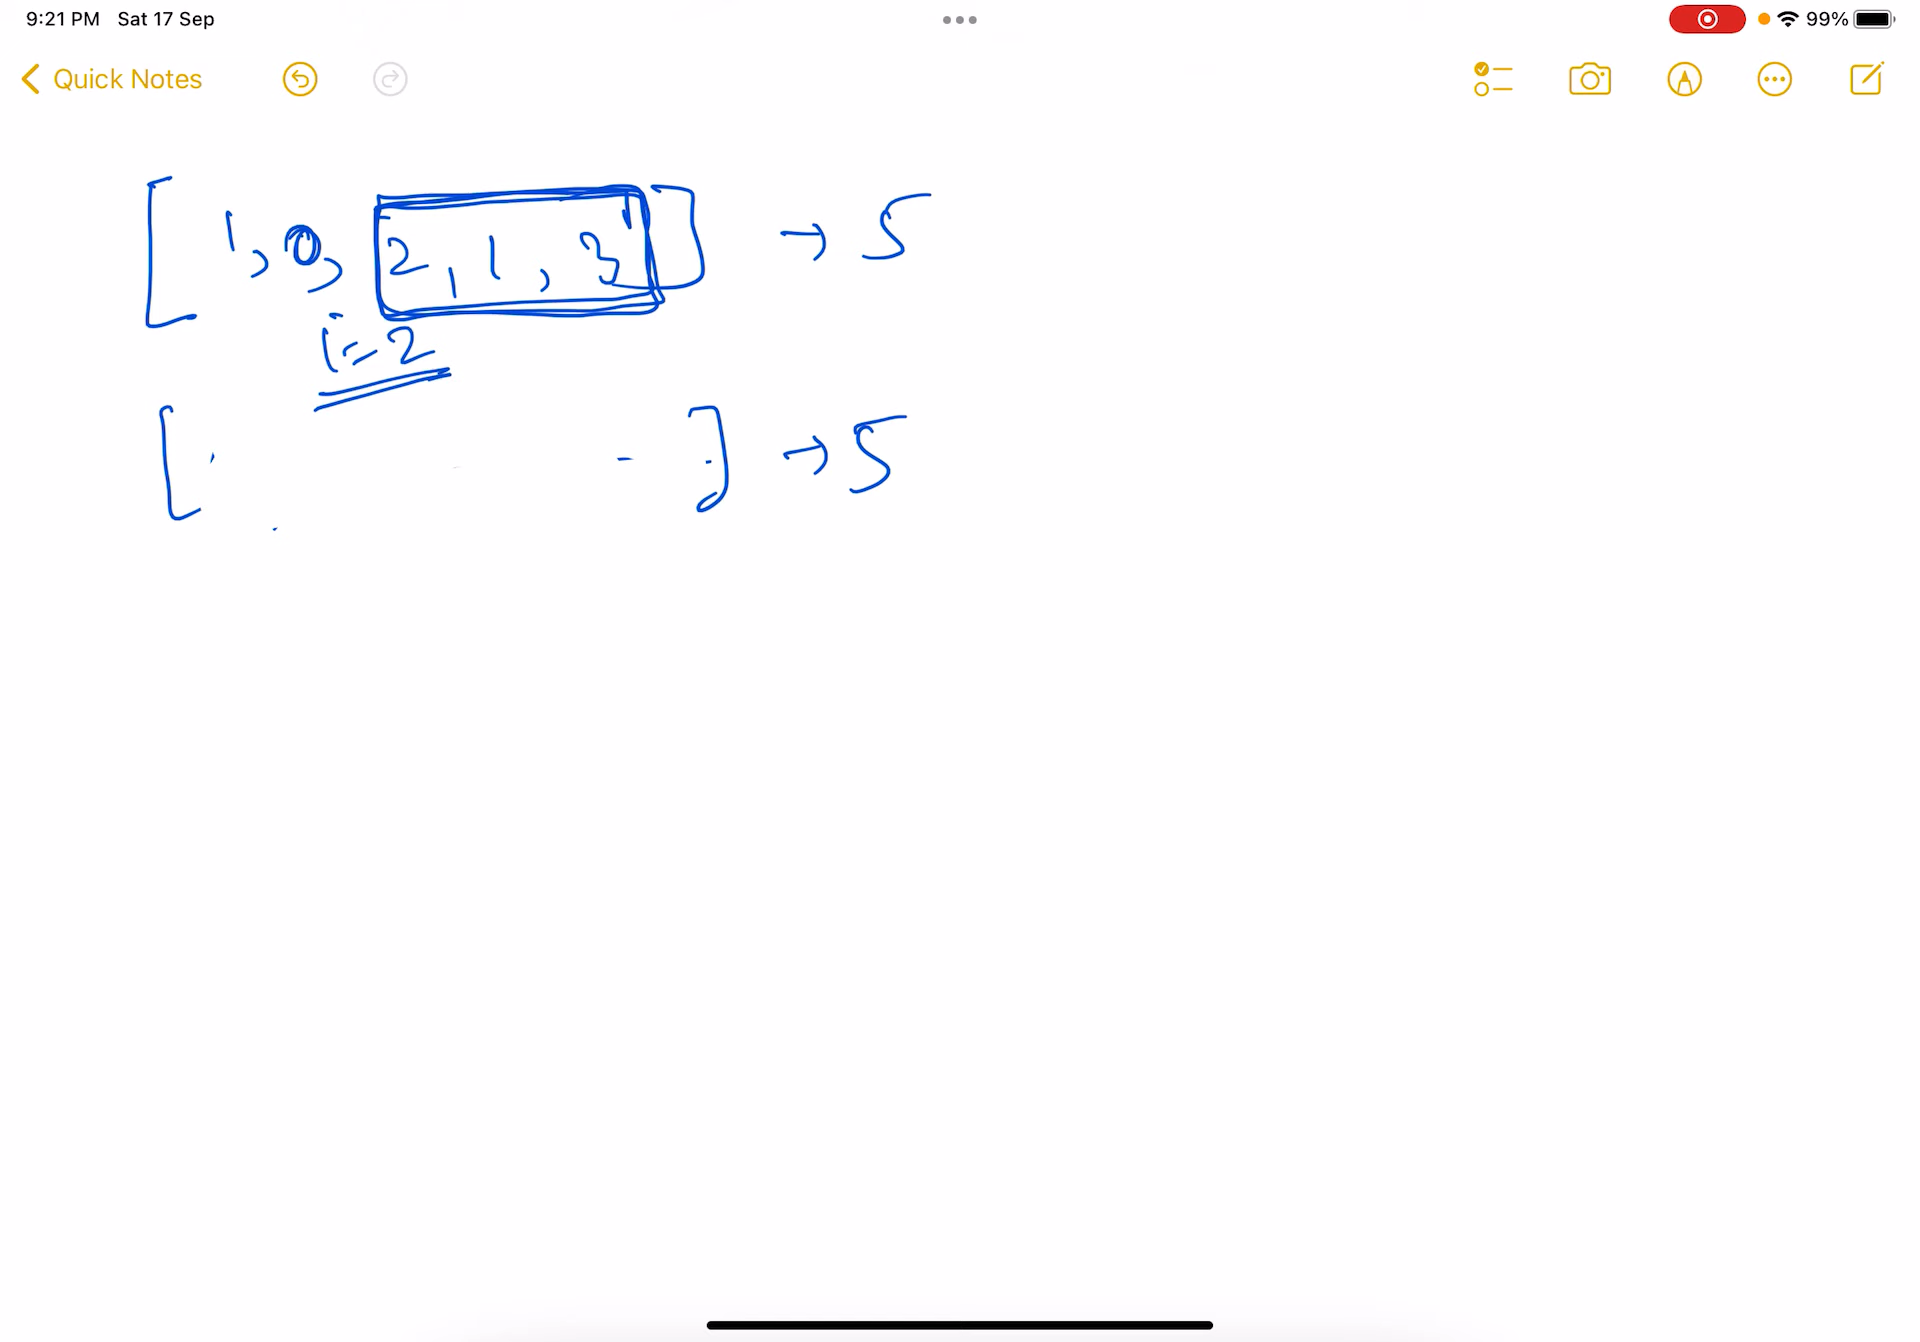 9:21 PM Sat 17 Sep 99%
Quick Notes
[ 1, 0, 2, 1, 3 ] → 5
i=2
[ ] → 5